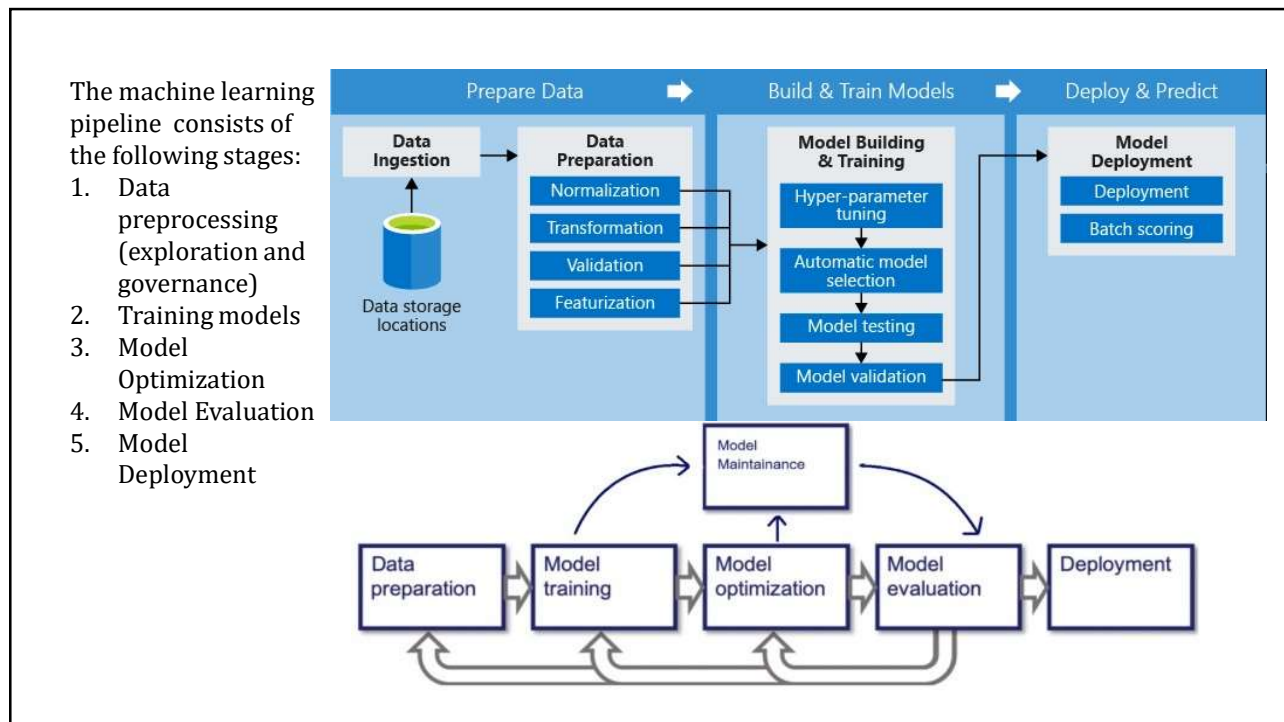 The machine learning
pipeline consists of
the following stages:
1. Data
preprocessing
(exploration and
governance)
2. Training models
3. Model
Optimization
4. Model Evaluation
5. Model
Deployment
Prepare Data
Build & Train Models
Deploy & Predict
Data
Ingestion
Data storage
locations
Data
Preparation
Normalization
Transformation
Validation
Featurization
Model Building
& Training
Hyper-parameter
tuning
Automatic model
selection
Model testing
Model validation
Model
Deployment
Deployment
Batch scoring
Model
Maintainance
Data
preparation
Model
training
Model
optimization
Model
evaluation
Deployment